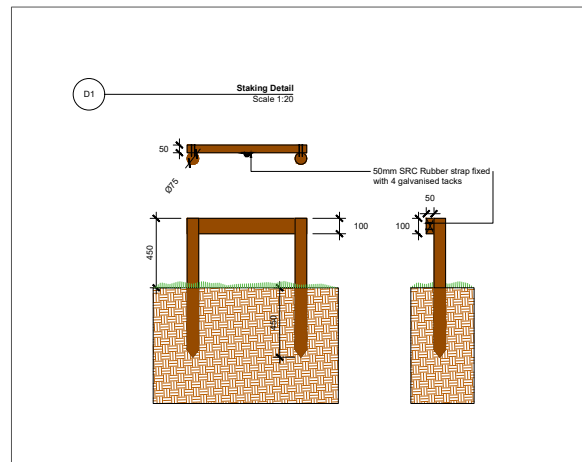 D1
Staking Detail
Scale 1:20
50
Ø75
50mm SRC Rubber strap fixed
with 4 galvanised tacks
50
450
100
100
450